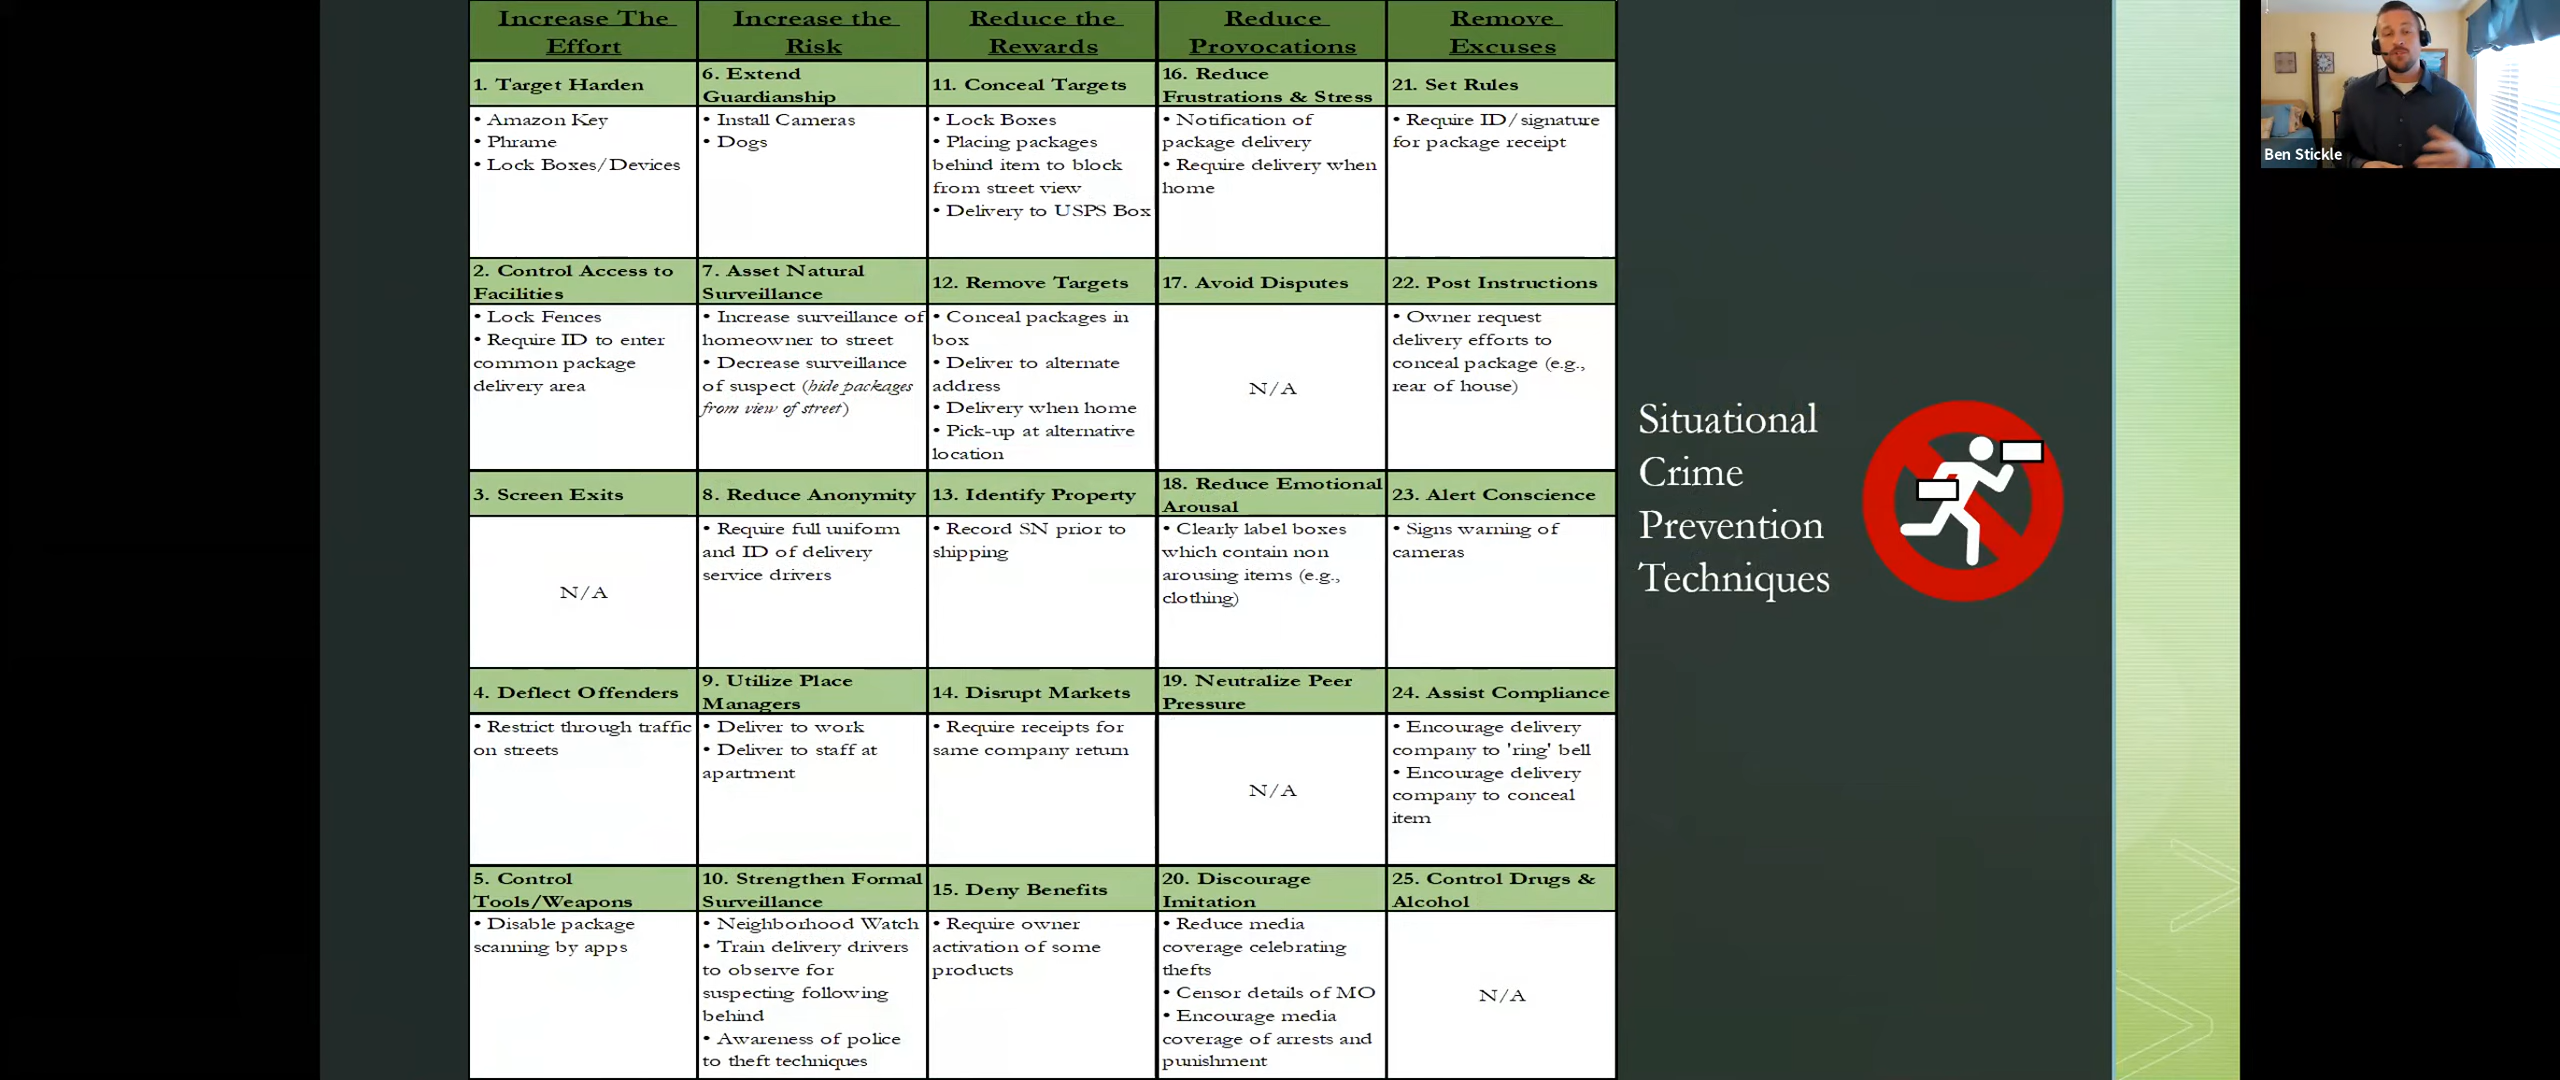 Increase The
Effort
Increase the
Risk
Reduce the
Rewards
Reduce
Provocations
Remove
Excuses
1. Target Harden
6. Extend
Guardianship
11. Conceal Targets
16. Reduce
Frustrations & Stress
21. Set Rules
• Amazon Key
• Phrame
• Lock Boxes/Devices
• Install Cameras
• Dogs
• Lock Boxes
• Placing packages
behind item to block
from street view
• Delivery to USPS Box
• Notification of
package delivery
• Require delivery when
home
• Require ID/signature
for package receipt
2. Control Access to
Facilities
7. Asset Natural
Surveillance
12. Remove Targets
17. Avoid Disputes
22. Post Instructions
• Lock Fences
• Require ID to enter
common package
delivery area
• Increase surveillance of
homeowner to street
• Decrease surveillance
of suspect (hide packages
from view of street)
• Conceal packages in
box
• Deliver to alternate
address
• Delivery when home
• Pick-up at alternative
location
N/A
• Owner request
delivery efforts to
conceal package (e.g.,
rear of house)
3. Screen Exits
8. Reduce Anonymity
13. Identify Property
18. Reduce Emotional
Arousal
23. Alert Conscience
N/A
• Require full uniform
and ID of delivery
service drivers
• Record SN prior to
shipping
• Clearly label boxes
which contain non
arousing items (e.g.,
clothing)
• Signs warning of
cameras
4. Deflect Offenders
9. Utilize Place
Managers
14. Disrupt Markets
19. Neutralize Peer
Pressure
24. Assist Compliance
• Restrict through traffic
on streets
• Deliver to work
• Deliver to staff at
apartment
• Require receipts for
same company return
N/A
• Encourage delivery
company to 'ring' bell
• Encourage delivery
company to conceal
item
5. Control
Tools/Weapons
10. Strengthen Formal
Surveillance
15. Deny Benefits
20. Discourage
Imitation
25. Control Drugs &
Alcohol
• Disable package
scanning by apps
• Neighborhood Watch
• Train delivery drivers
to observe for
suspecting following
behind
• Awareness of police
to theft techniques
• Require owner
activation of some
products
• Reduce media
coverage celebrating
thefts
• Censor details of MO
• Encourage media
coverage of arrests and
punishment
N/A
Situational
Crime
Prevention
Techniques
Ben Stickle